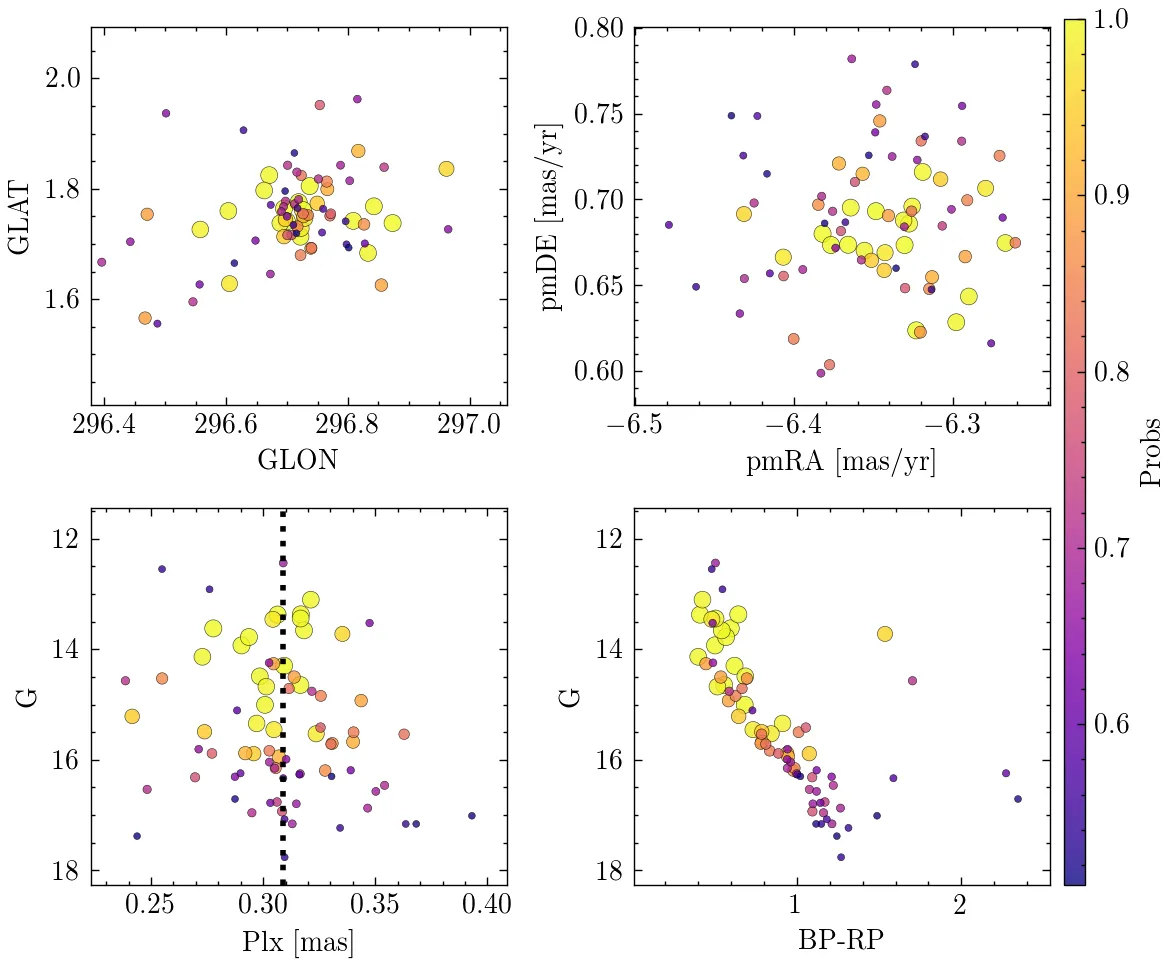 2.0
1.8
1.6
GLAT
296.4 296.6 296.8 297.0
GLON
0.80
0.75
0.70
0.65
0.60
pmDE [mas/yr]
−6.5 −6.4 −6.3
pmRA [mas/yr]
12
14
16
18
G
0.25 0.30 0.35 0.40
Plx [mas]
12
14
16
18
G
1 2
BP-RP
1.0
0.9
0.8
0.7
0.6
Probs